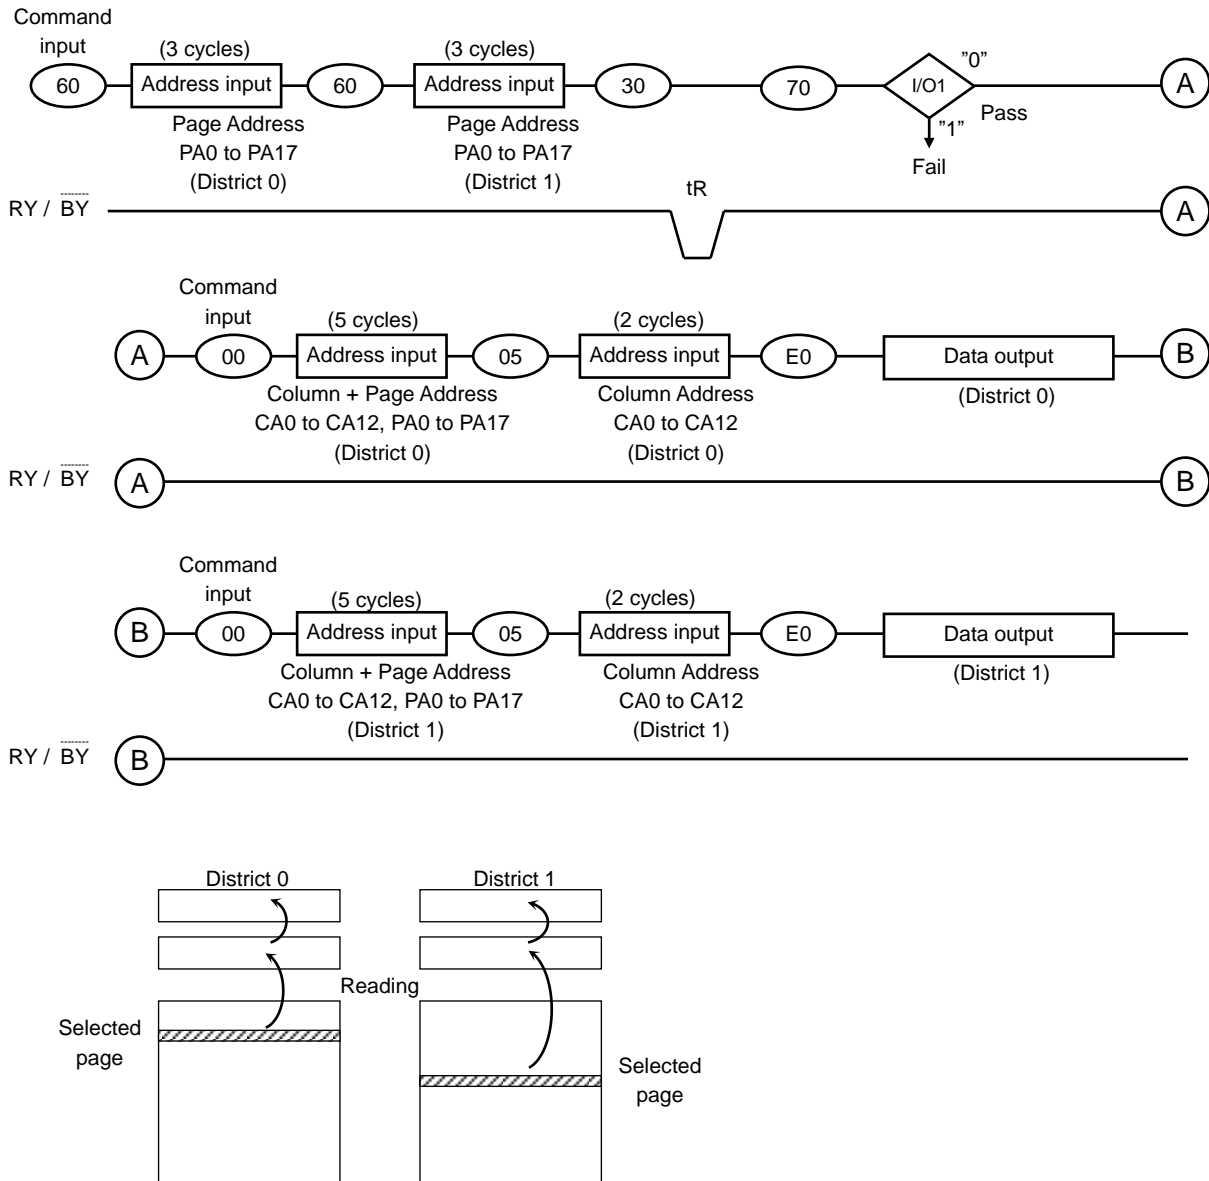 Command
input
(3 cycles)
(3 cycles)
"0"
60
Address input
60
Address input
30
70
I/O1
A
Page Address
PA0 to PA17
(District 0)
Page Address
PA0 to PA17
(District 1)
"1"
Pass
Fail
tR
RY / BY
A
Command
input
(5 cycles)
(2 cycles)
A
00
Address input
05
Address input
E0
Data output
B
Column + Page Address
CA0 to CA12, PA0 to PA17
(District 0)
Column Address
CA0 to CA12
(District 0)
(District 0)
RY / BY
A
B
Command
input
(5 cycles)
(2 cycles)
B
00
Address input
05
Address input
E0
Data output
Column + Page Address
CA0 to CA12, PA0 to PA17
(District 1)
Column Address
CA0 to CA12
(District 1)
(District 1)
RY / BY
B
District 0
District 1
Reading
Selected
page
Selected
page